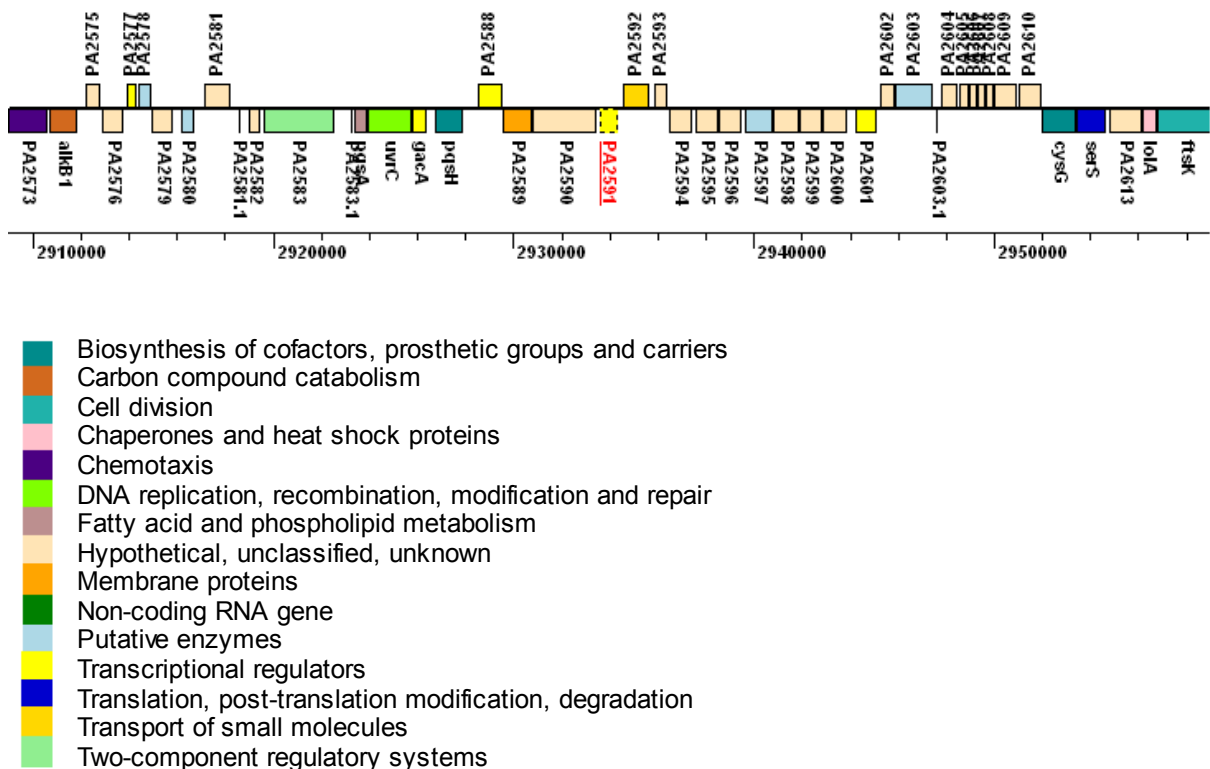 PA2575
PA2577
PA2578
PA2581
PA2588
PA2592
PA2593
PA2602
PA2603
PA2604
PA2605
PA2608
PA2609
PA2610
PA2573
alkB1
PA2576
PA2579
PA2580
PA2581.1
PA2582
PA2583
PA2583.1
pgsA
uvrC
gacA
pqsH
PA2589
PA2590
PA2591
PA2594
PA2595
PA2596
PA2597
PA2598
PA2599
PA2600
PA2601
PA2603.1
cysG
serS
PA2613
lolA
ftsK
2910000
2920000
2930000
2940000
2950000
Biosynthesis of cofactors, prosthetic groups and carriers
Carbon compound catabolism
Cell division
Chaperones and heat shock proteins
Chemotaxis
DNA replication, recombination, modification and repair
Fatty acid and phospholipid metabolism
Hypothetical, unclassified, unknown
Membrane proteins
Non-coding RNA gene
Putative enzymes
Transcriptional regulators
Translation, post-translation modification, degradation
Transport of small molecules
Two-component regulatory systems